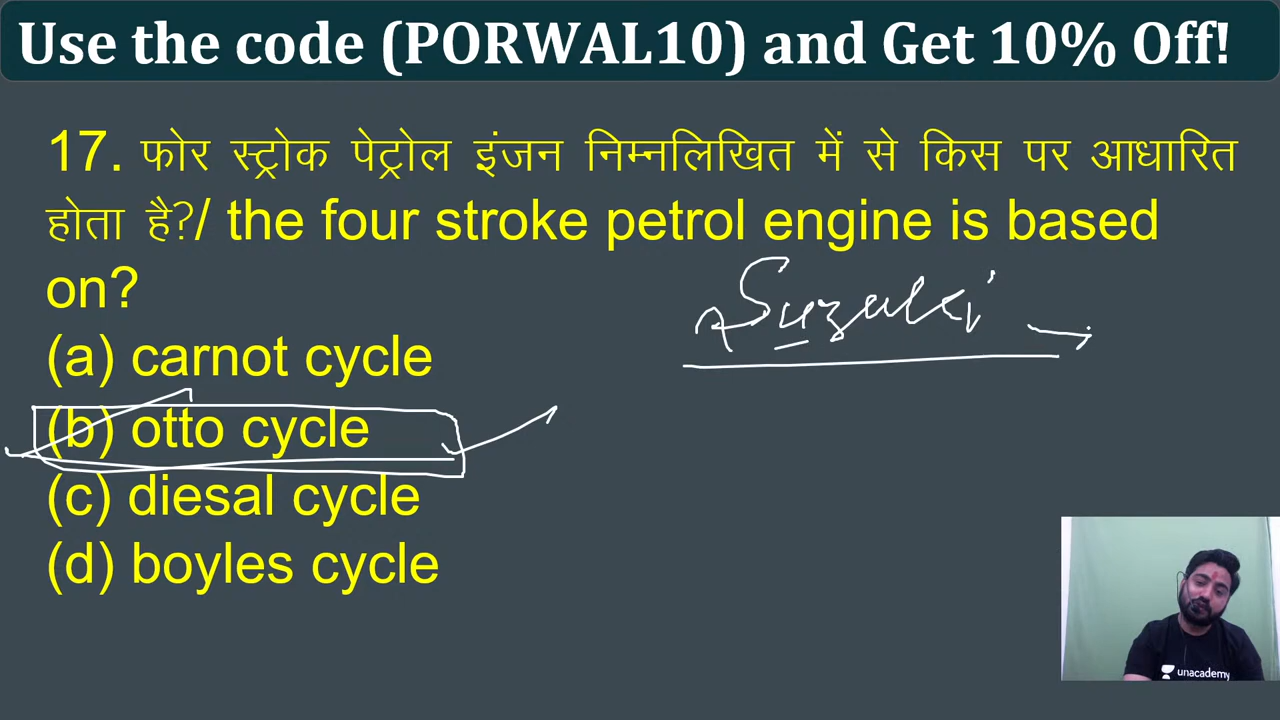 Use the code (PORWAL10) and Get 10% Off!
17. फोर स्ट्रोक पेट्रोल इंजन निम्नलिखित में से किस पर आधारित
होता है?/ the four stroke petrol engine is based
on?
Suzuki
(a) carnot cycle
(b) otto cycle
(c) diesal cycle
(d) boyles cycle
unacademy